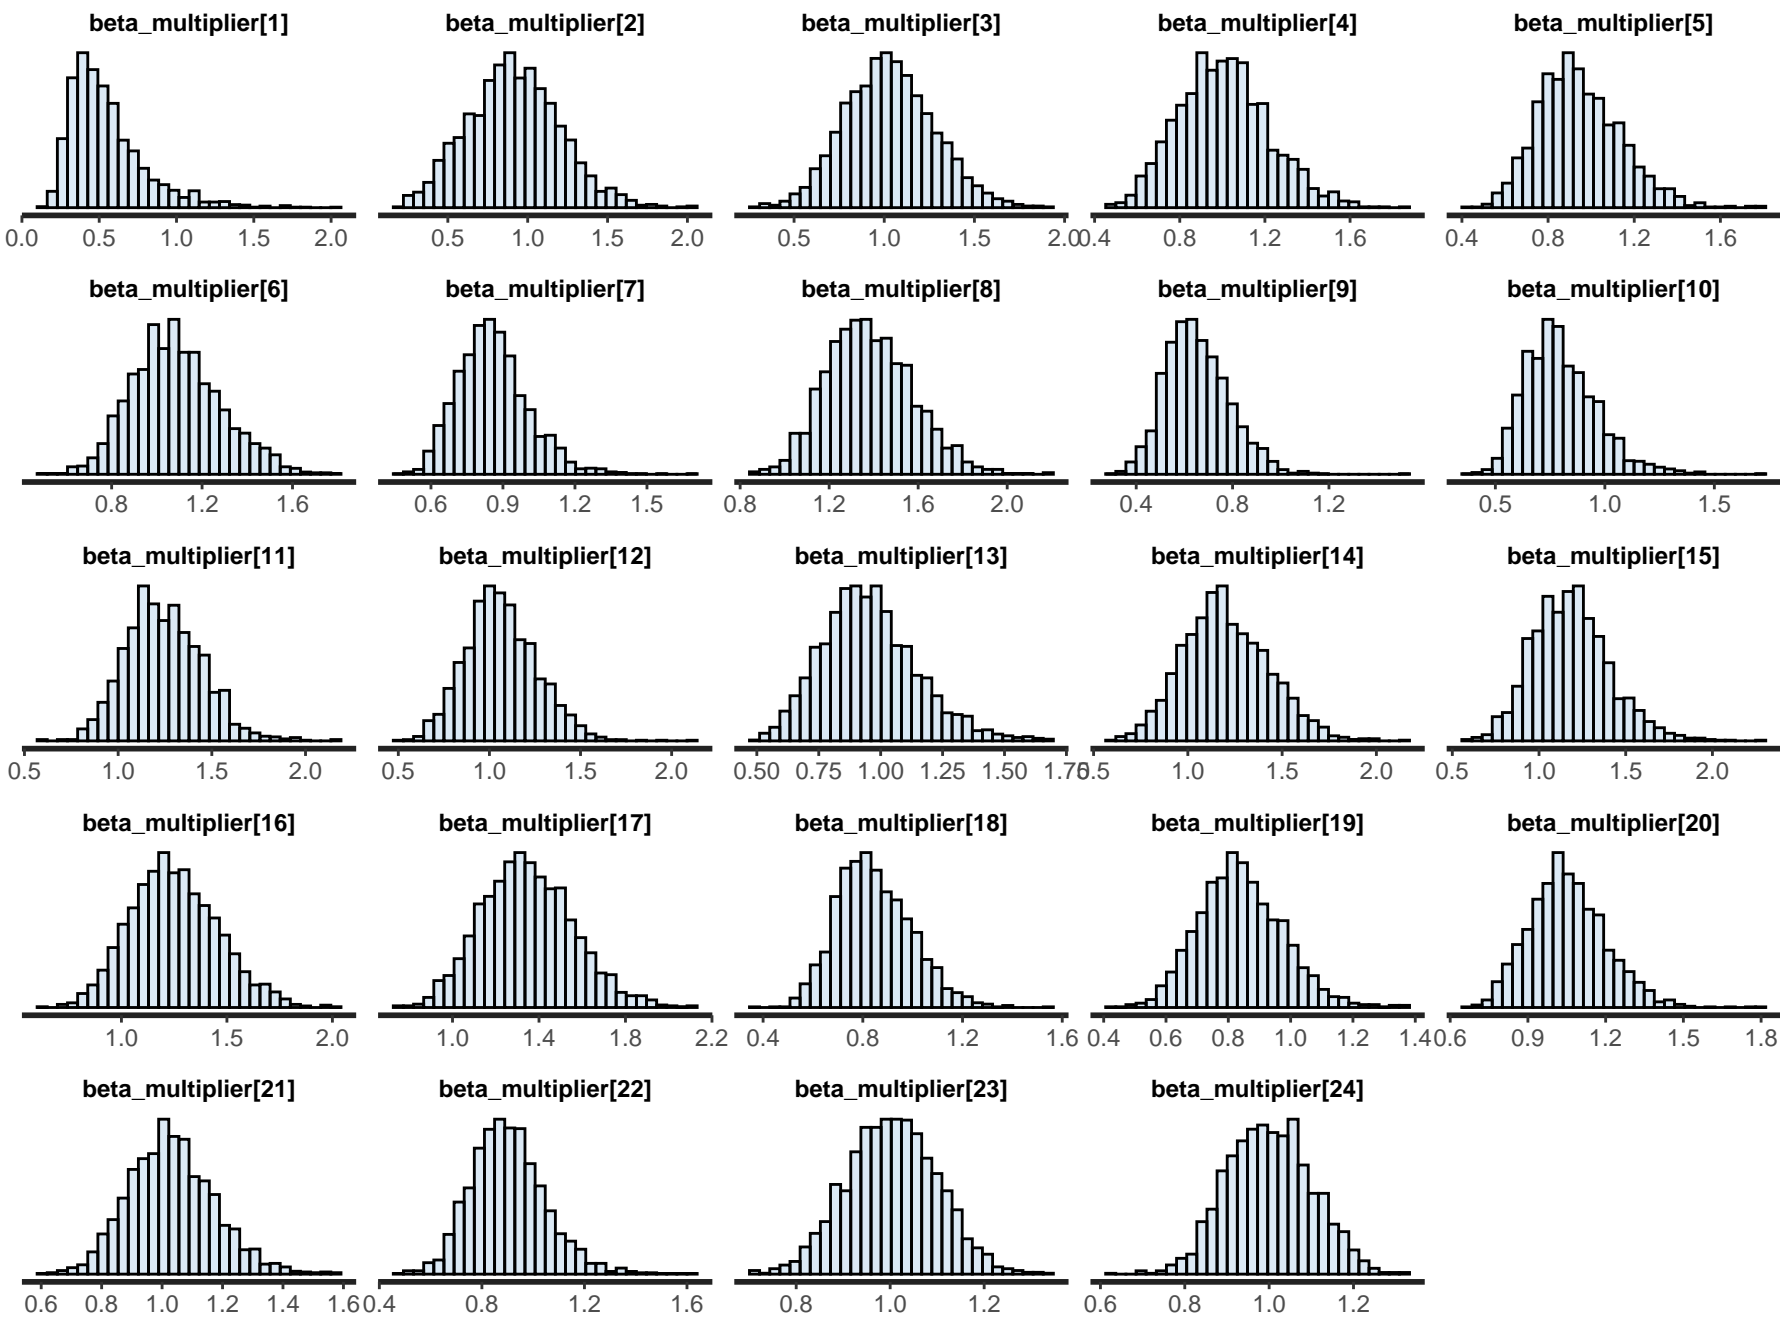 beta_multiplier[1] beta_multiplier[2] beta_multiplier[3] beta_multiplier[4] beta_multiplier[5]
0.0 0.5 1.0 1.5 2.0 0.5 1.0 1.5 2.0 0.5 1.0 1.5 2.0 0.4 0.8 1.2 1.6 0.4 0.8 1.2 1.6
beta_multiplier[6] beta_multiplier[7] beta_multiplier[8] beta_multiplier[9] beta_multiplier[10]
0.8 1.2 1.6 0.6 0.9 1.2 1.5 0.8 1.2 1.6 2.0 0.4 0.8 1.2 0.5 1.0 1.5
beta_multiplier[11] beta_multiplier[12] beta_multiplier[13] beta_multiplier[14] beta_multiplier[15]
0.5 1.0 1.5 2.0 0.5 1.0 1.5 2.0 0.50 0.75 1.00 1.25 1.50 1.75 0.5 1.0 1.5 2.0 0.5 1.0 1.5 2.0
beta_multiplier[16] beta_multiplier[17] beta_multiplier[18] beta_multiplier[19] beta_multiplier[20]
1.0 1.5 2.0 1.0 1.4 1.8 2.2 0.4 0.8 1.2 1.6 0.4 0.6 0.8 1.0 1.2 1.4 0.6 0.9 1.2 1.5 1.8
beta_multiplier[21] beta_multiplier[22] beta_multiplier[23] beta_multiplier[24]
0.6 0.8 1.0 1.2 1.4 1.6 0.4 0.8 1.2 1.6 0.8 1.0 1.2 0.6 0.8 1.0 1.2